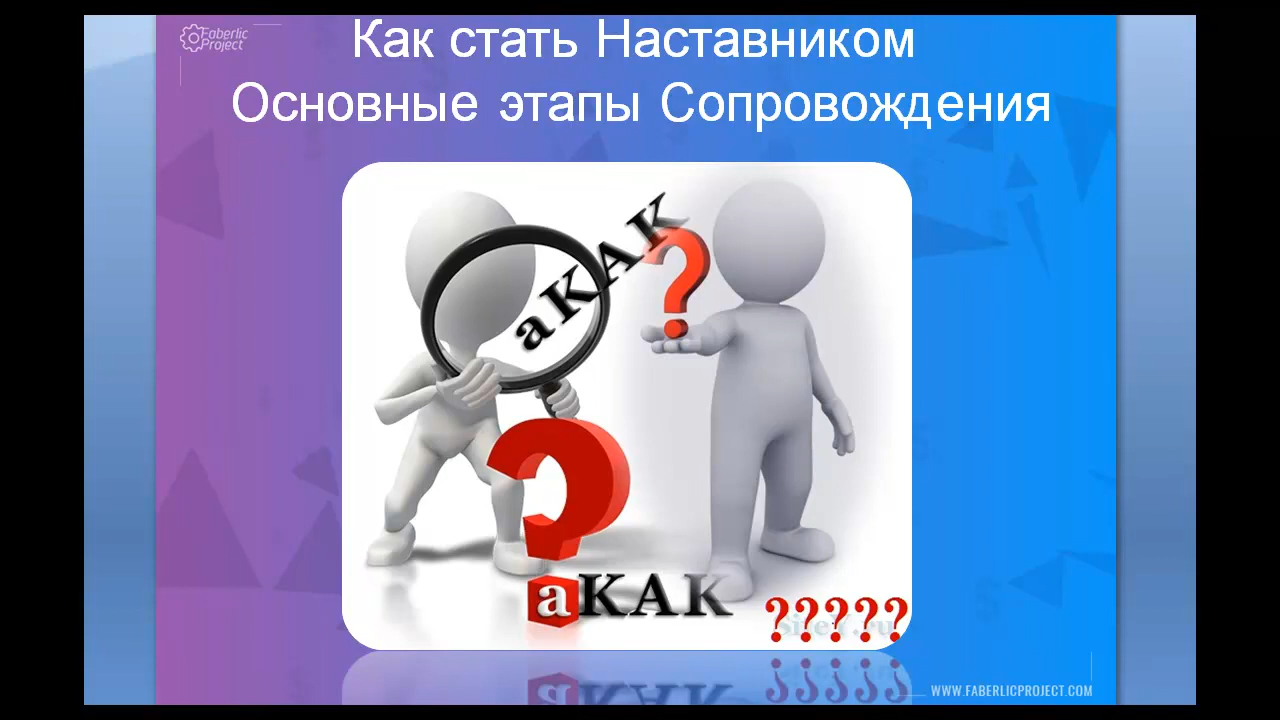 Faberlic
Project
Как стать Наставником
Основные этапы Сопровождения
аКАК
?
?
аКАК
?????
WWW.FABERLICPROJECT.COM